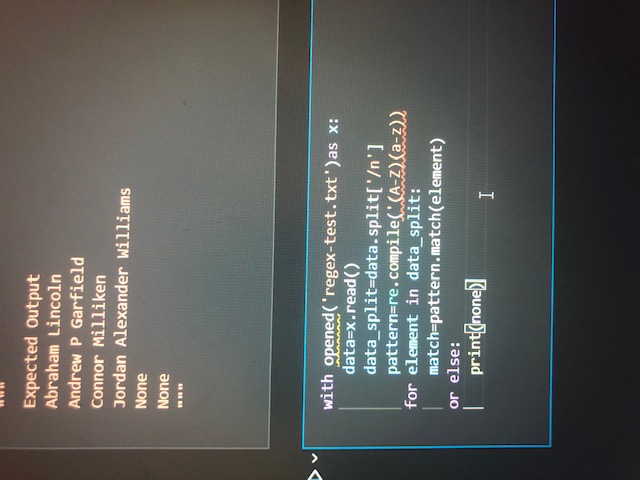 """
Expected Output
Abraham Lincoln
Andrew P Garfield
Connor Milliken
Jordan Alexander Williams
None
None
"""
with opened('regex-test.txt')as x:
data=x.read()
data_split=data.split['/n']
pattern=re.compile('(A-Z)(a-z))
for element in data_split:
match=pattern.match(element)
or else:
print(none)